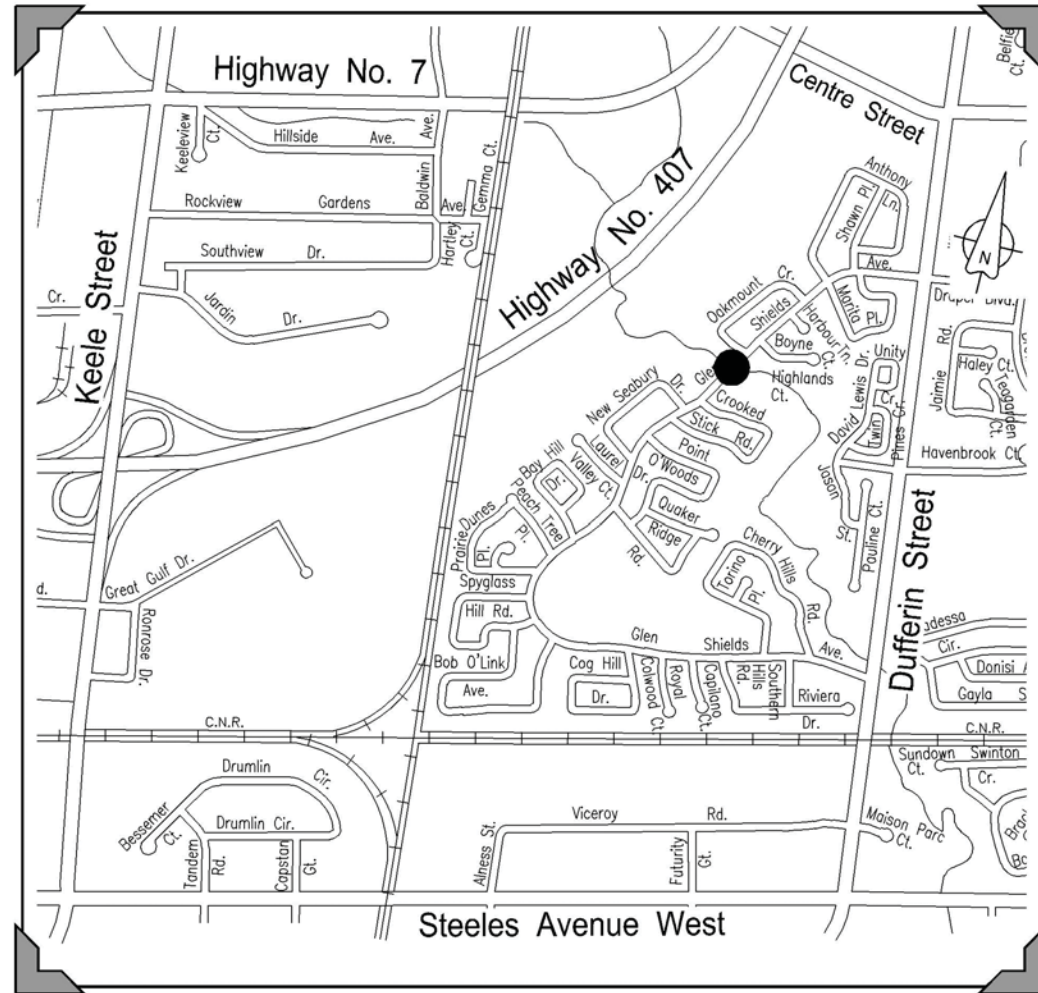 Highway No. 7
Centre Street
Belfie
Ct.
Keeleview
Ct.
Hillside Ave.
Baldwin Ave.
Gemma Ct.
Rockview Gardens Ave.
Hartley
Ct.
Southview Dr.
Jardin Dr.
Cr.
Keele Street
Highway No. 407
Anthony
Ln.
Shawn Pl.
Ave.
N
Draper Blvd.
Marita Pl.
Oakmount Cr.
Shields
Harbour Tn.
Boyne
Ct.
Highlands
Ct.
Gle
David Lewis Dr.
Unity
Cr.
Twin
Pines Cr.
Jaimie Rd.
Haley Ct.
Teagarden
Ct.
Havenbrook Ct
New Seabury Dr.
Crooked
Stick Rd.
Point
O'Woods
Dr.
Laurel
Valley Ct.
Bay Hill
Dr.
Peach Tree
Pl.
Prairie Dunes
Pl.
Quaker
Ridge
Rd.
Jason
St.
Pauline Ct.
Dufferin Street
Cherry Hills
Rd.
Torino
Pl.
Great Gulf Dr.
d.
Ronrose Dr.
Spyglass
Hill Rd.
Bob O'Link
Ave.
Glen Shields Ave.
Cog Hill
Dr.
Colwood
Ct.
Royal
Capilano
Ct.
Southern
Hills
Rd.
Riviera
Dr.
adessa
Cir.
Donisi A
Gayla S
C.N.R.
C.N.R.
Sundown
Ct.
Swinton
Cr.
Drumlin Cir.
Bessemer
Ct.
Drumlin Cir.
Tandem
Rd.
Capstan
Gt.
Alness St.
Viceroy Rd.
Futurity
Gt.
Maison Parc
Ct.
Steeles Avenue West